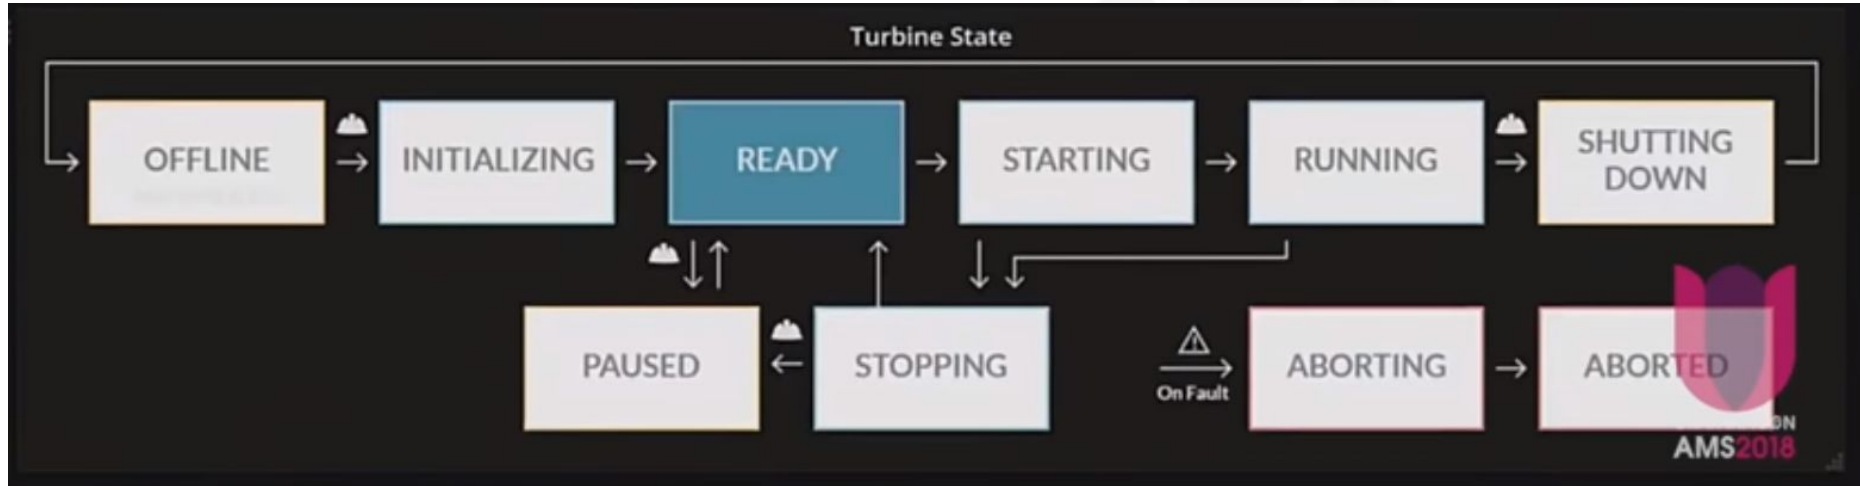 Turbine State
OFFLINE
INITIALIZING
READY
STARTING
RUNNING
SHUTTING
DOWN
PAUSED
STOPPING
On Fault
ABORTING
ABORTED
AMS2018